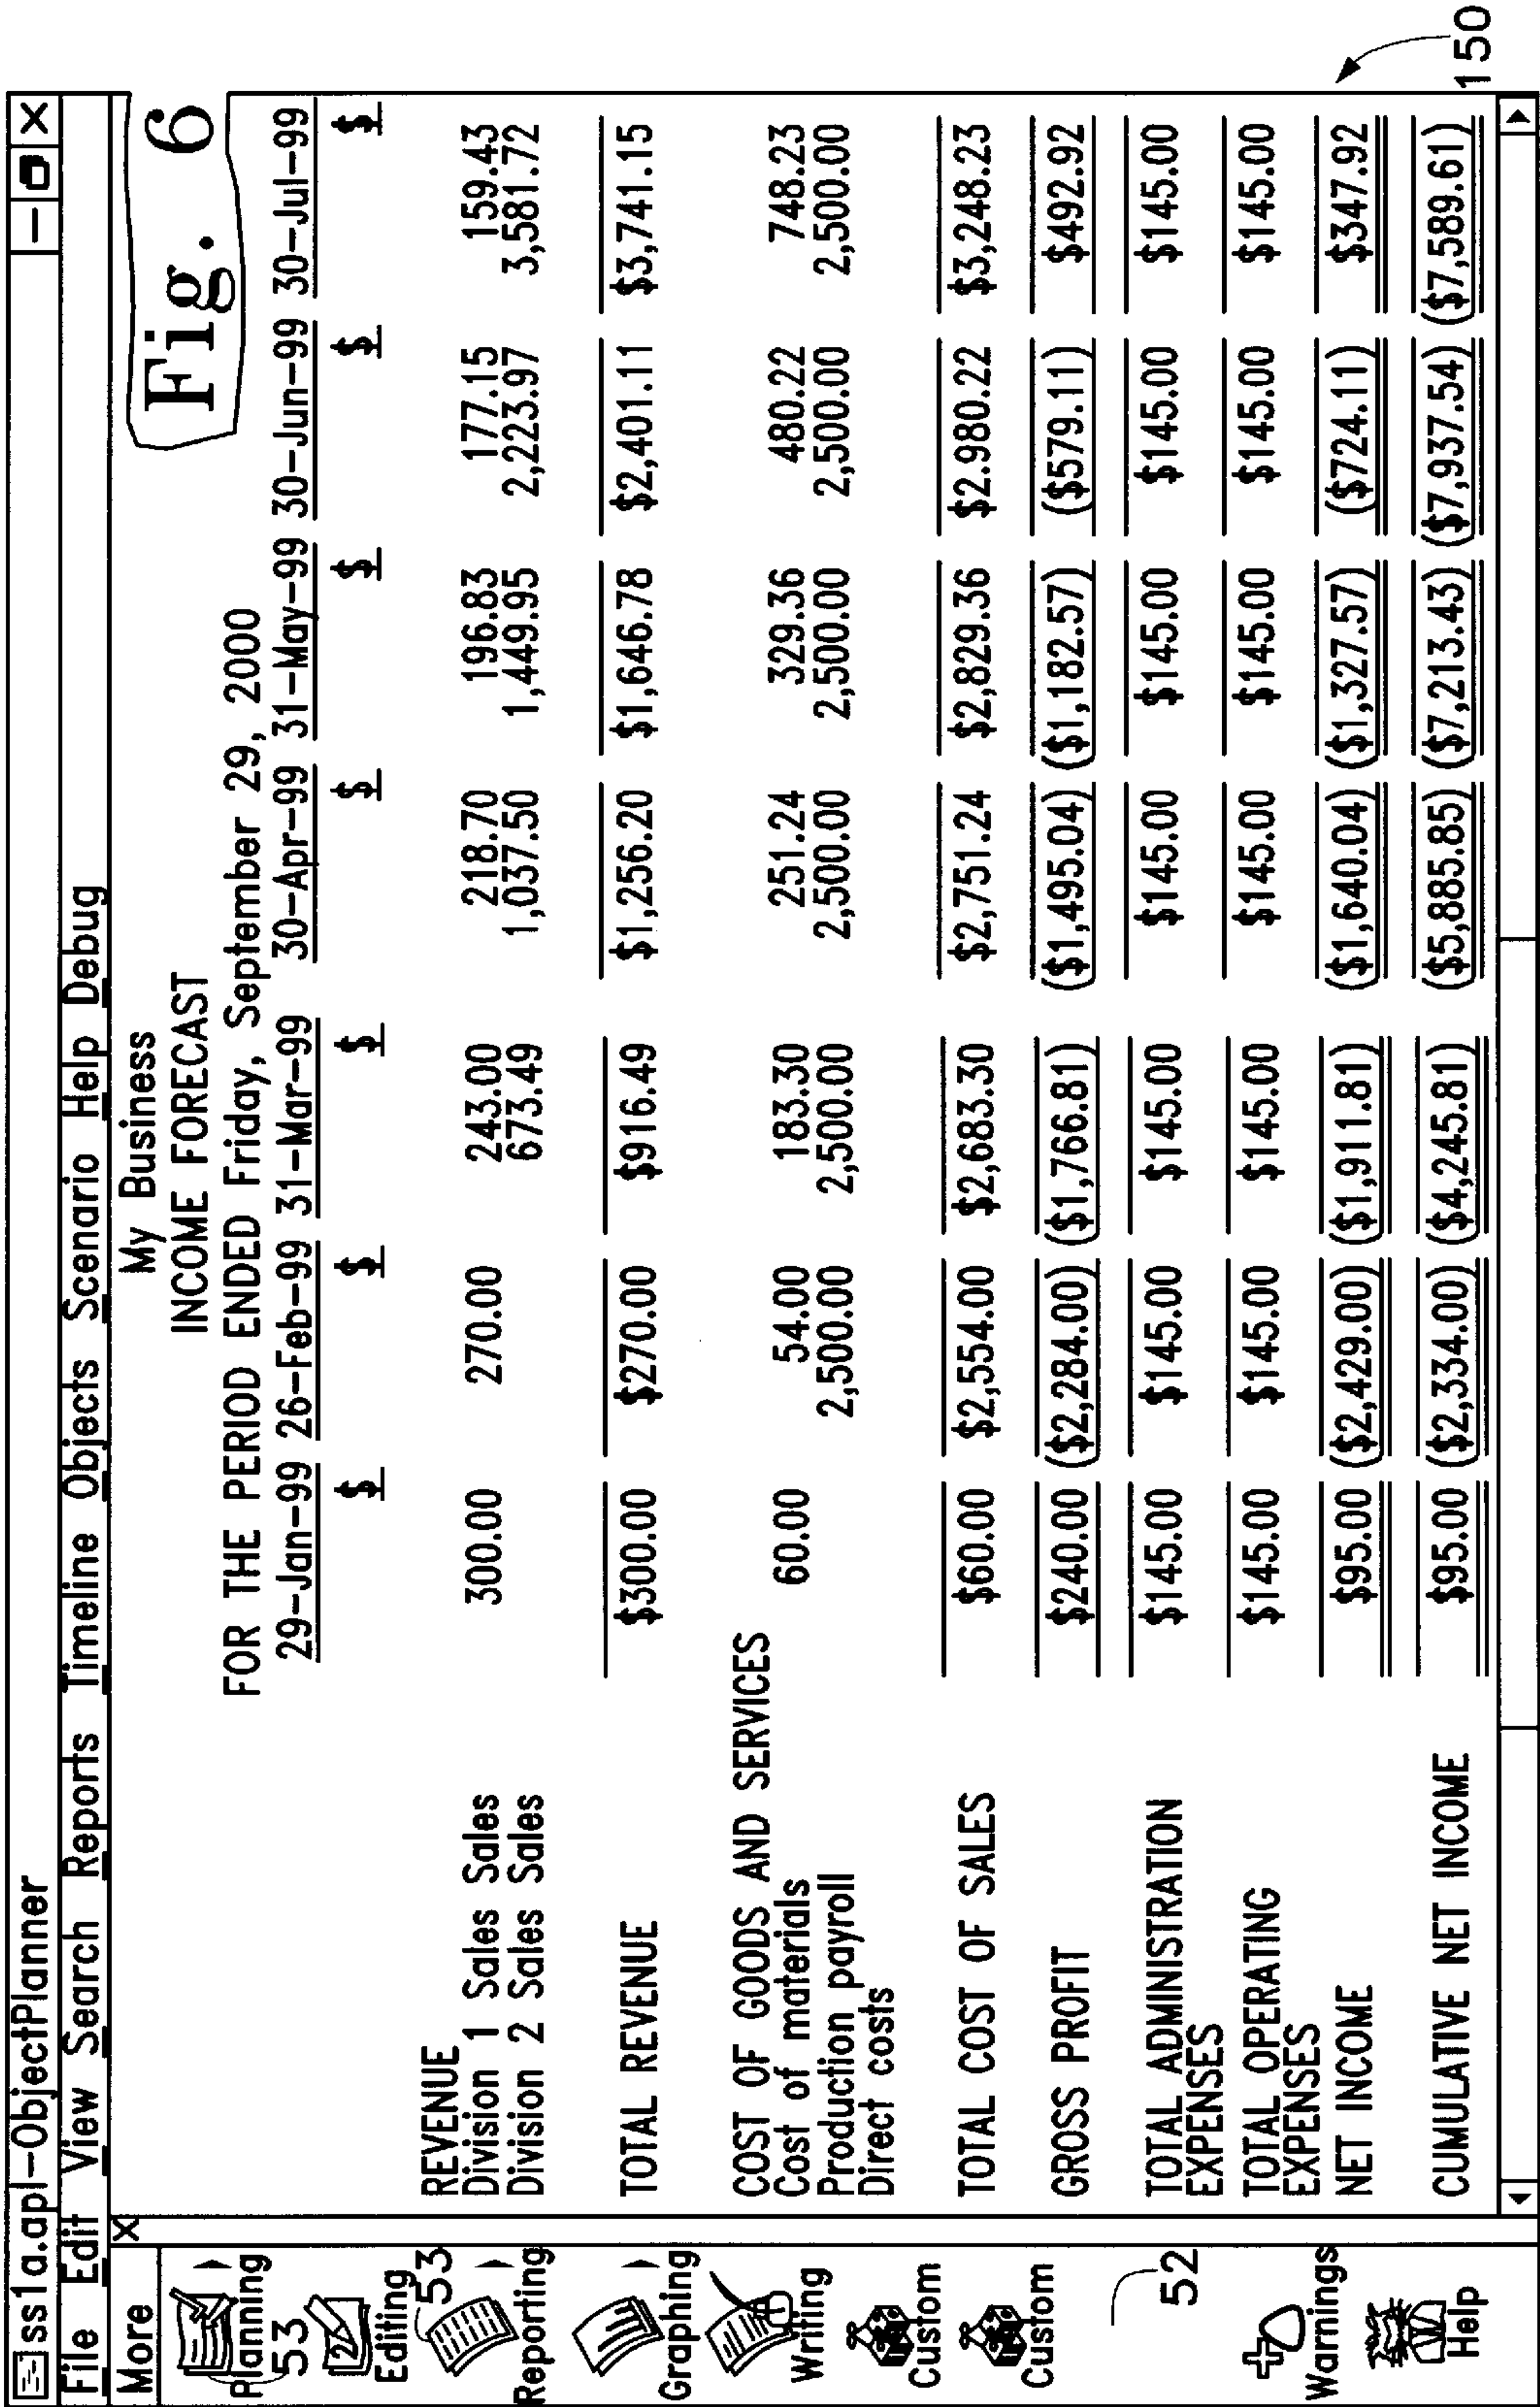 ss1a.apl-ObjectPlanner
File Edit View Search Reports Timeline Objects Scenario Help Debug
More X
My Business
Fig. 6
INCOME FORECAST
FOR THE PERIOD ENDED Friday, September 29, 2000
29-Jan-99 26-Feb-99 31-Mar-99 30-Apr-99 31-May-99 30-Jun-99 30-Jul-99
$ $ $ $ $ $ $
REVENUE
Division 1 Sales Sales 300.00 270.00 243.00 218.70 196.83 177.15 159.43
Division 2 Sales Sales 673.49 1,037.50 1,449.95 2,223.97 3,581.72
TOTAL REVENUE $300.00 $270.00 $916.49 $1,256.20 $1,646.78 $2,401.11 $3,741.15
COST OF GOODS AND SERVICES
Cost of materials 60.00 54.00 183.30 251.24 329.36 480.22 748.23
Production payroll 2,500.00 2,500.00 2,500.00 2,500.00 2,500.00 2,500.00
Direct costs
TOTAL COST OF SALES $60.00 $2,554.00 $2,683.30 $2,751.24 $2,829.36 $2.980.22 $3,248.23
GROSS PROFIT $240.00 ($2,284.00) ($1,766.81) ($1,495.04) ($1,182.57) ($579.11) $492.92
TOTAL ADMINISTRATION $145.00 $145.00 $145.00 $145.00 $145.00 $145.00 $145.00
EXPENSES
TOTAL OPERATING $145.00 $145.00 $145.00 $145.00 $145.00 $145.00 $145.00
EXPENSES
NET INCOME $95.00 ($2,429.00) ($1,911.81) ($1,640.04) ($1,327.57) ($724.11) $347.92
CUMULATIVE NET INCOME $95.00 ($2,334.00) ($4,245.81) ($5,885.85) ($7,213.43) ($7,937.54) ($7,589.61)
Planning
53
Editing
53
Reporting
Graphing
Writing
Custom
Custom
52
Warnings
Help
150